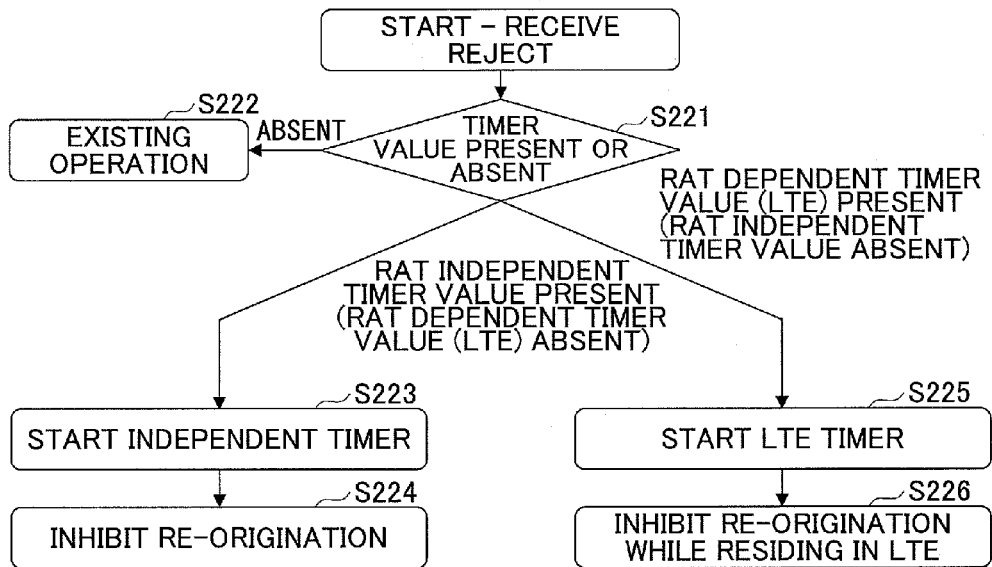 START – RECEIVE
REJECT
S222
EXISTING
OPERATION
ABSENT
S221
TIMER
VALUE PRESENT OR
ABSENT
RAT DEPENDENT TIMER
VALUE (LTE) PRESENT
(RAT INDEPENDENT
TIMER VALUE ABSENT)
RAT INDEPENDENT
TIMER VALUE PRESENT
(RAT DEPENDENT TIMER
VALUE (LTE) ABSENT)
S223
START INDEPENDENT TIMER
S224
INHIBIT RE-ORIGINATION
S225
START LTE TIMER
S226
INHIBIT RE-ORIGINATION
WHILE RESIDING IN LTE